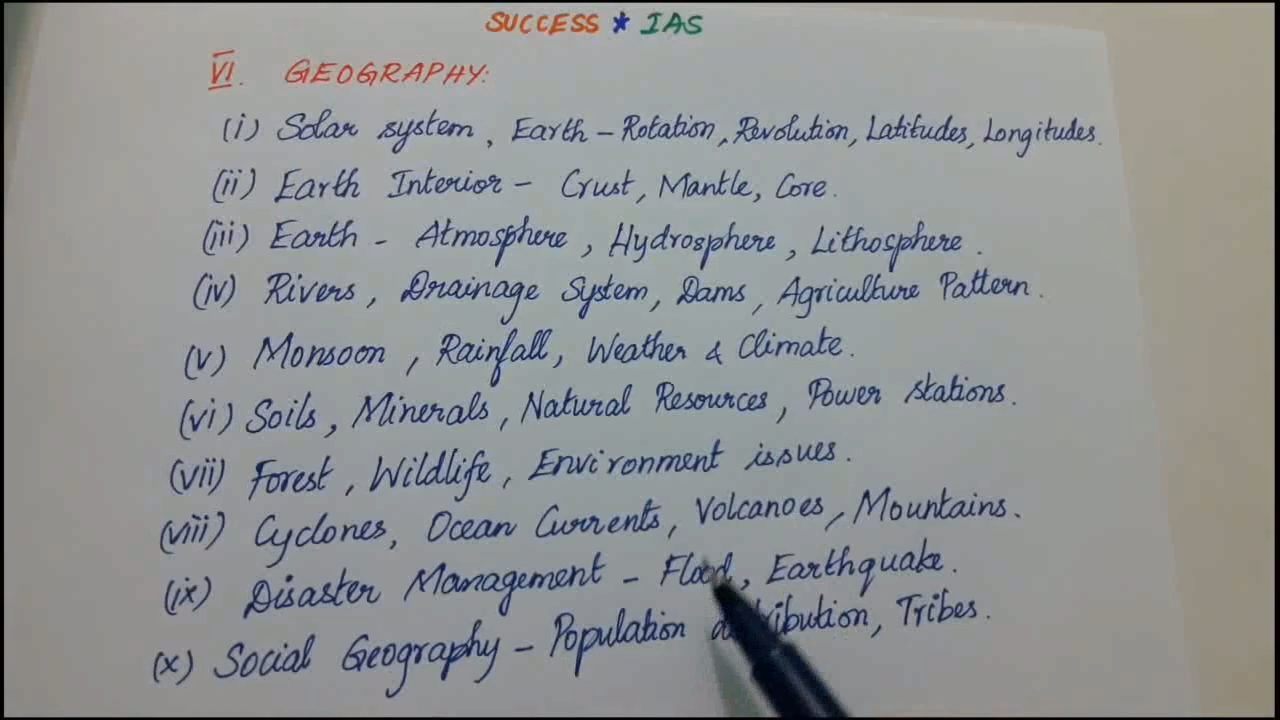 SUCCESS ★ IAS
VI. GEOGRAPHY:
(i) Solar system, Earth - Rotation, Revolution, Latitudes, Longitudes.
(ii) Earth Interior - Crust, Mantle, Core.
(iii) Earth - Atmosphere, Hydrosphere, Lithosphere.
(iv) Rivers, Drainage System, Dams, Agriculture Pattern.
(v) Monsoon, Rainfall, Weather & Climate.
(vi) Soils, Minerals, Natural Resources, Power stations.
(vii) Forest, Wildlife, Environment issues.
(viii) Cyclones, Ocean Currents, Volcanoes, Mountains.
(ix) Disaster Management - Flood, Earthquake.
(x) Social Geography - Population distribution, Tribes.